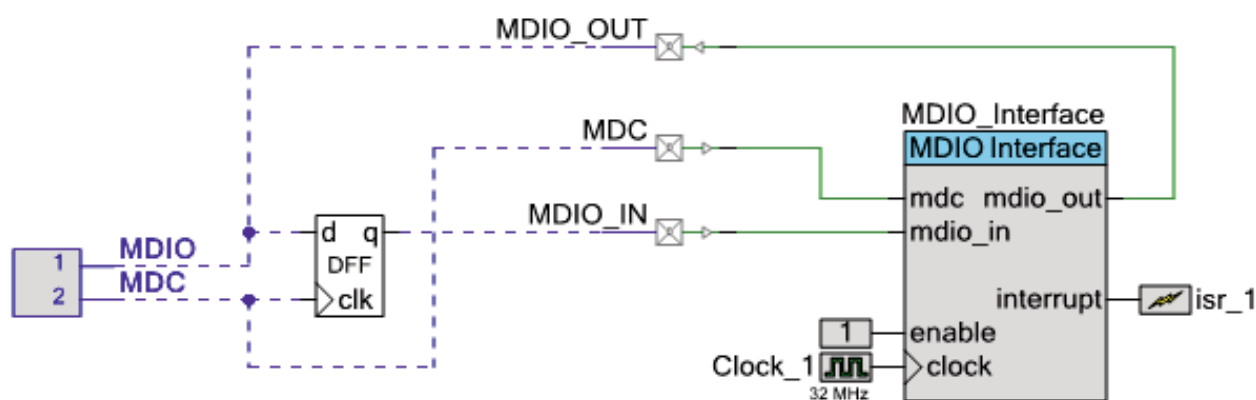 MDIO_OUT
MDIO_Interface
MDC
MDIO Interface
mdc mdio_out
MDIO_IN
mdio_in
d q
DFF
clk
1 MDIO
2 MDC
interrupt
isr_1
1
enable
Clock_1
clock
32 MHz